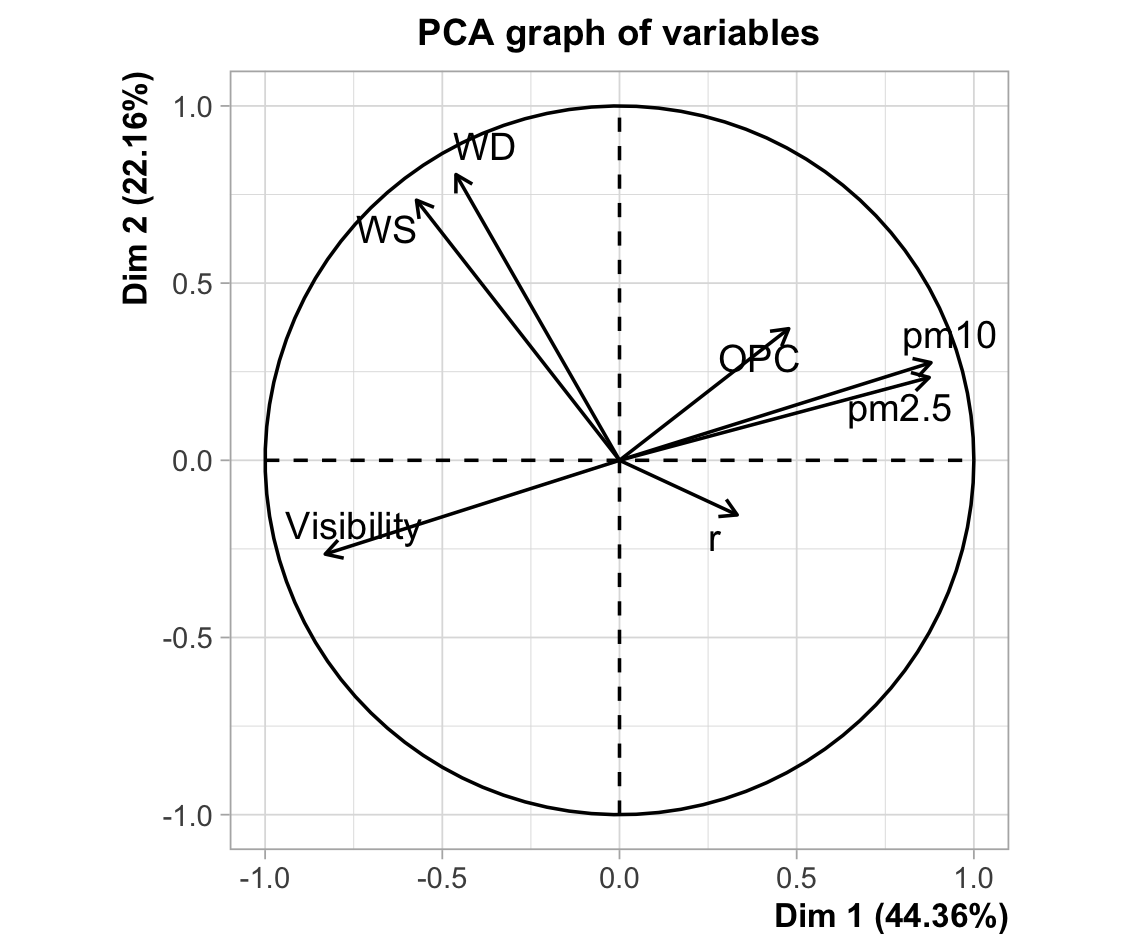 PCA graph of variables
Dim 2 (22.16%)
1.0
0.5
0.0
-0.5
-1.0
WD
WS
OPC
pm10
pm2.5
Visibility
r
-1.0
-0.5
0.0
0.5
1.0
Dim 1 (44.36%)